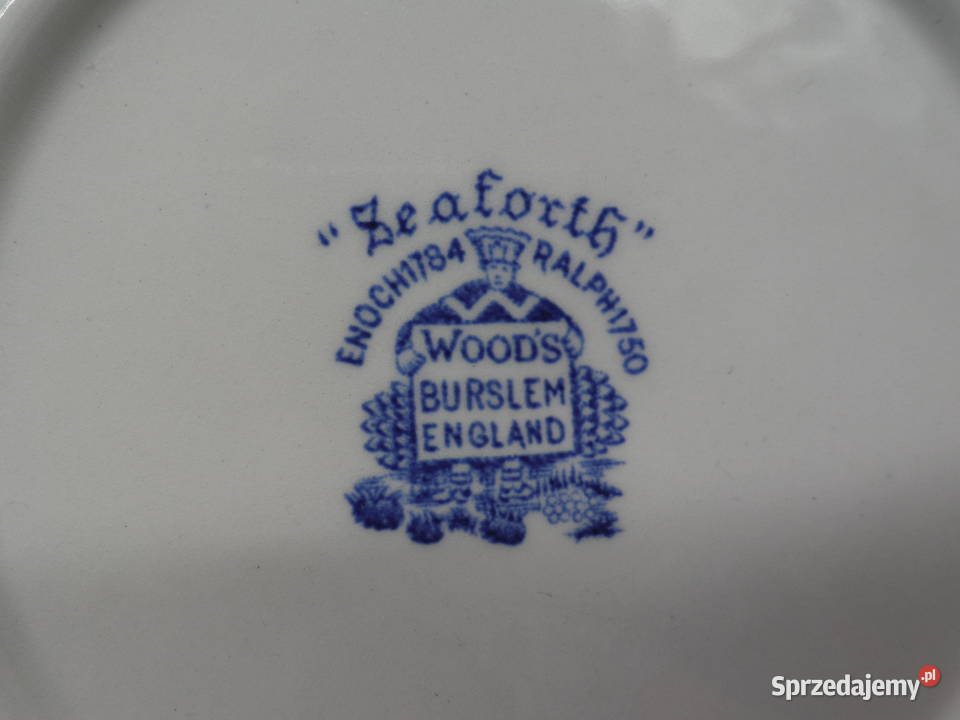 "Seaforth"
ENOCH 1784 RALPH 1750
WOOD'S
BURSLEM
ENGLAND
Sprzedajemy.pl